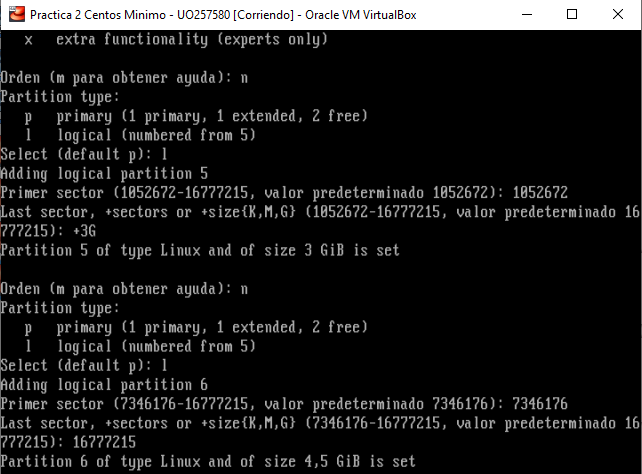 Practica 2 Centos Minimo - UO257580 [Corriendo] - Oracle VM VirtualBox
x   extra functionality (experts only)
Orden (m para obtener ayuda): n
Partition type:
p   primary (1 primary, 1 extended, 2 free)
l   logical (numbered from 5)
Select (default p): l
Adding logical partition 5
Primer sector (1052672-16777215, valor predeterminado 1052672): 1052672
Last sector, +sectors or +size{K,M,G} (1052672-16777215, valor predeterminado 16
777215): +3G
Partition 5 of type Linux and of size 3 GiB is set
Orden (m para obtener ayuda): n
Partition type:
p   primary (1 primary, 1 extended, 2 free)
l   logical (numbered from 5)
Select (default p): l
Adding logical partition 6
Primer sector (7346176-16777215, valor predeterminado 7346176): 7346176
Last sector, +sectors or +size{K,M,G} (7346176-16777215, valor predeterminado 16
777215): 16777215
Partition 6 of type Linux and of size 4,5 GiB is set